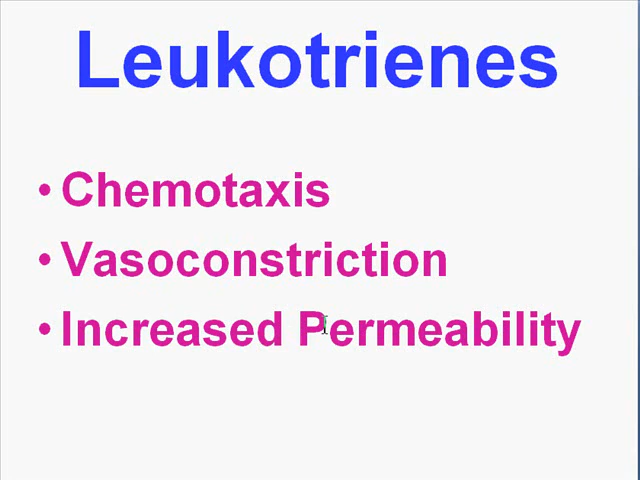 Leukotrienes
• Chemotaxis
• Vasoconstriction
• Increased Permeability